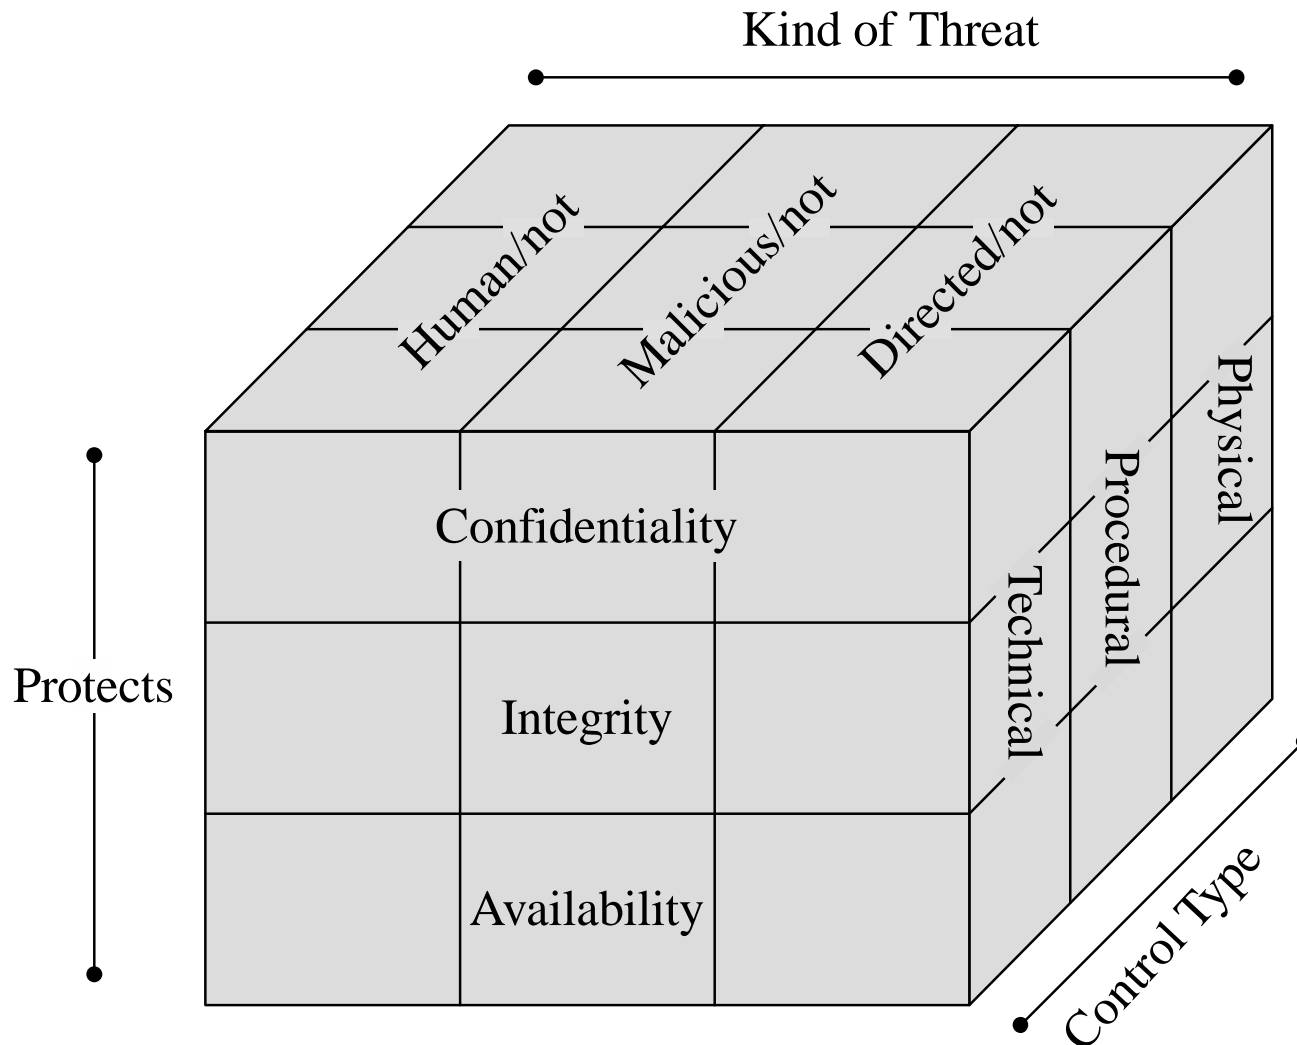 Kind of Threat
Human/not
Malicious/not
Directed/not
Physical
Procedural
Technical
Confidentiality
Protects
Integrity
Availability
Control Type